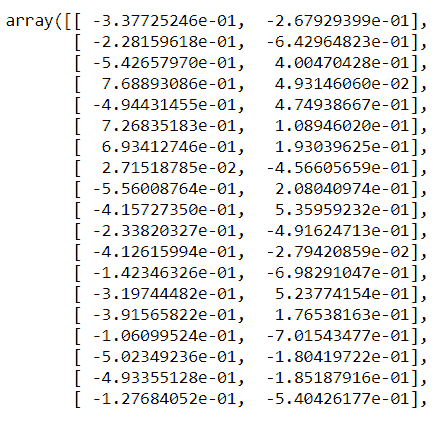 array([[ -3.37725246e-01,  -2.67929399e-01],
[ -2.28159618e-01,  -6.42964823e-01],
[ -5.42657970e-01,   4.00470428e-01],
[  7.68893086e-01,   4.93146060e-02],
[ -4.94431455e-01,   4.74938667e-01],
[  7.26835183e-01,   1.08946020e-01],
[  6.93412746e-01,   1.93039625e-01],
[  2.71518785e-02,  -4.56605659e-01],
[ -5.56008764e-01,   2.08040974e-01],
[ -4.15727350e-01,   5.35959232e-01],
[ -2.33820327e-01,  -4.91624713e-01],
[ -4.12615994e-01,  -2.79420859e-02],
[ -1.42346326e-01,  -6.98291047e-01],
[ -3.19744482e-01,   5.23774154e-01],
[ -3.91565822e-01,   1.76538163e-01],
[ -1.06099524e-01,  -7.01543477e-01],
[ -5.02349236e-01,  -1.80419722e-01],
[ -4.93355128e-01,  -1.85187916e-01],
[ -1.27684052e-01,  -5.40426177e-01],